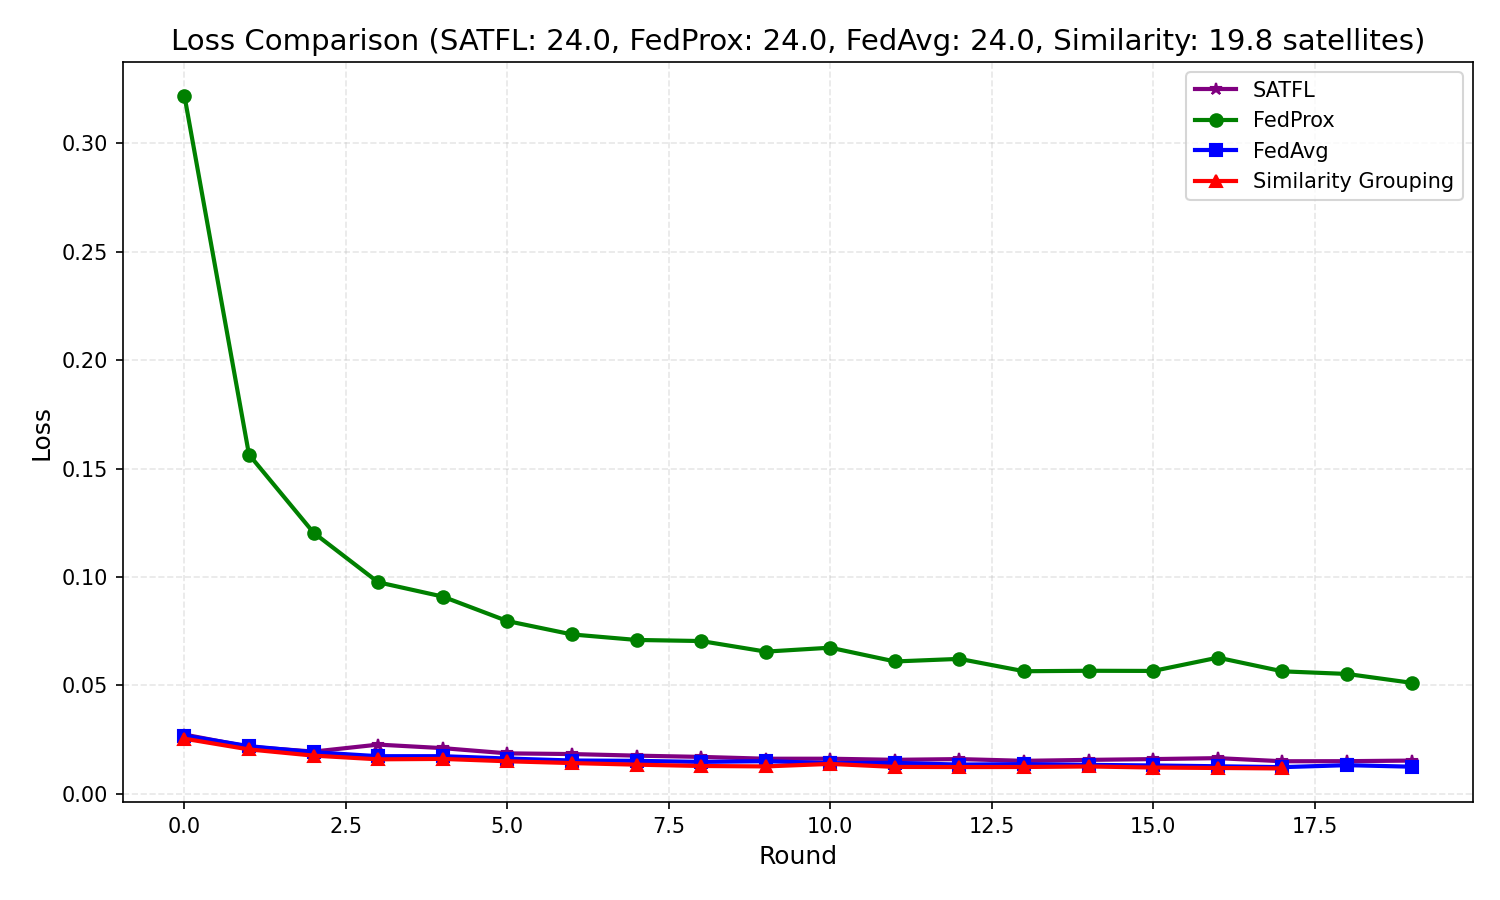 Loss Comparison (SATFL: 24.0, FedProx: 24.0, FedAvg: 24.0, Similarity: 19.8 satellites)
SATFL
FedProx
FedAvg
Similarity Grouping
Loss
0.30
0.25
0.20
0.15
0.10
0.05
0.00
0.0 2.5 5.0 7.5 10.0 12.5 15.0 17.5
Round